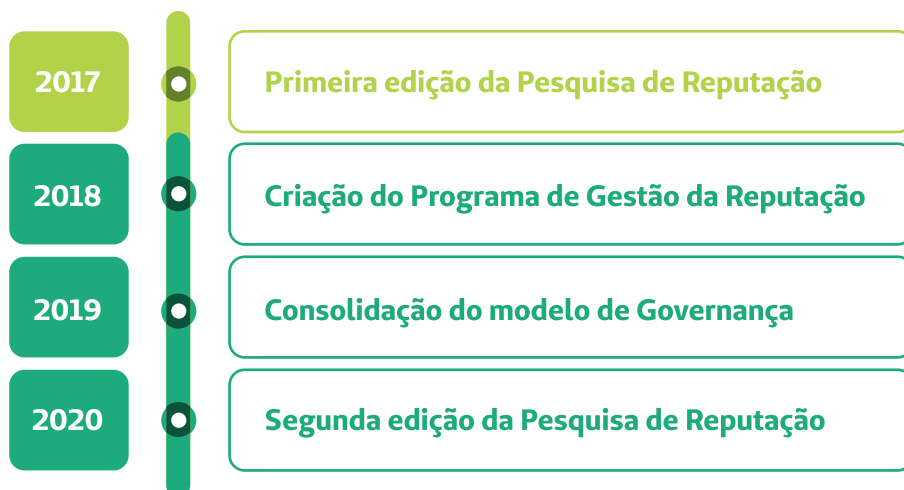 2017
Primeira edição da Pesquisa de Reputação
2018
Criação do Programa de Gestão da Reputação
2019
Consolidação do modelo de Governança
2020
Segunda edição da Pesquisa de Reputação